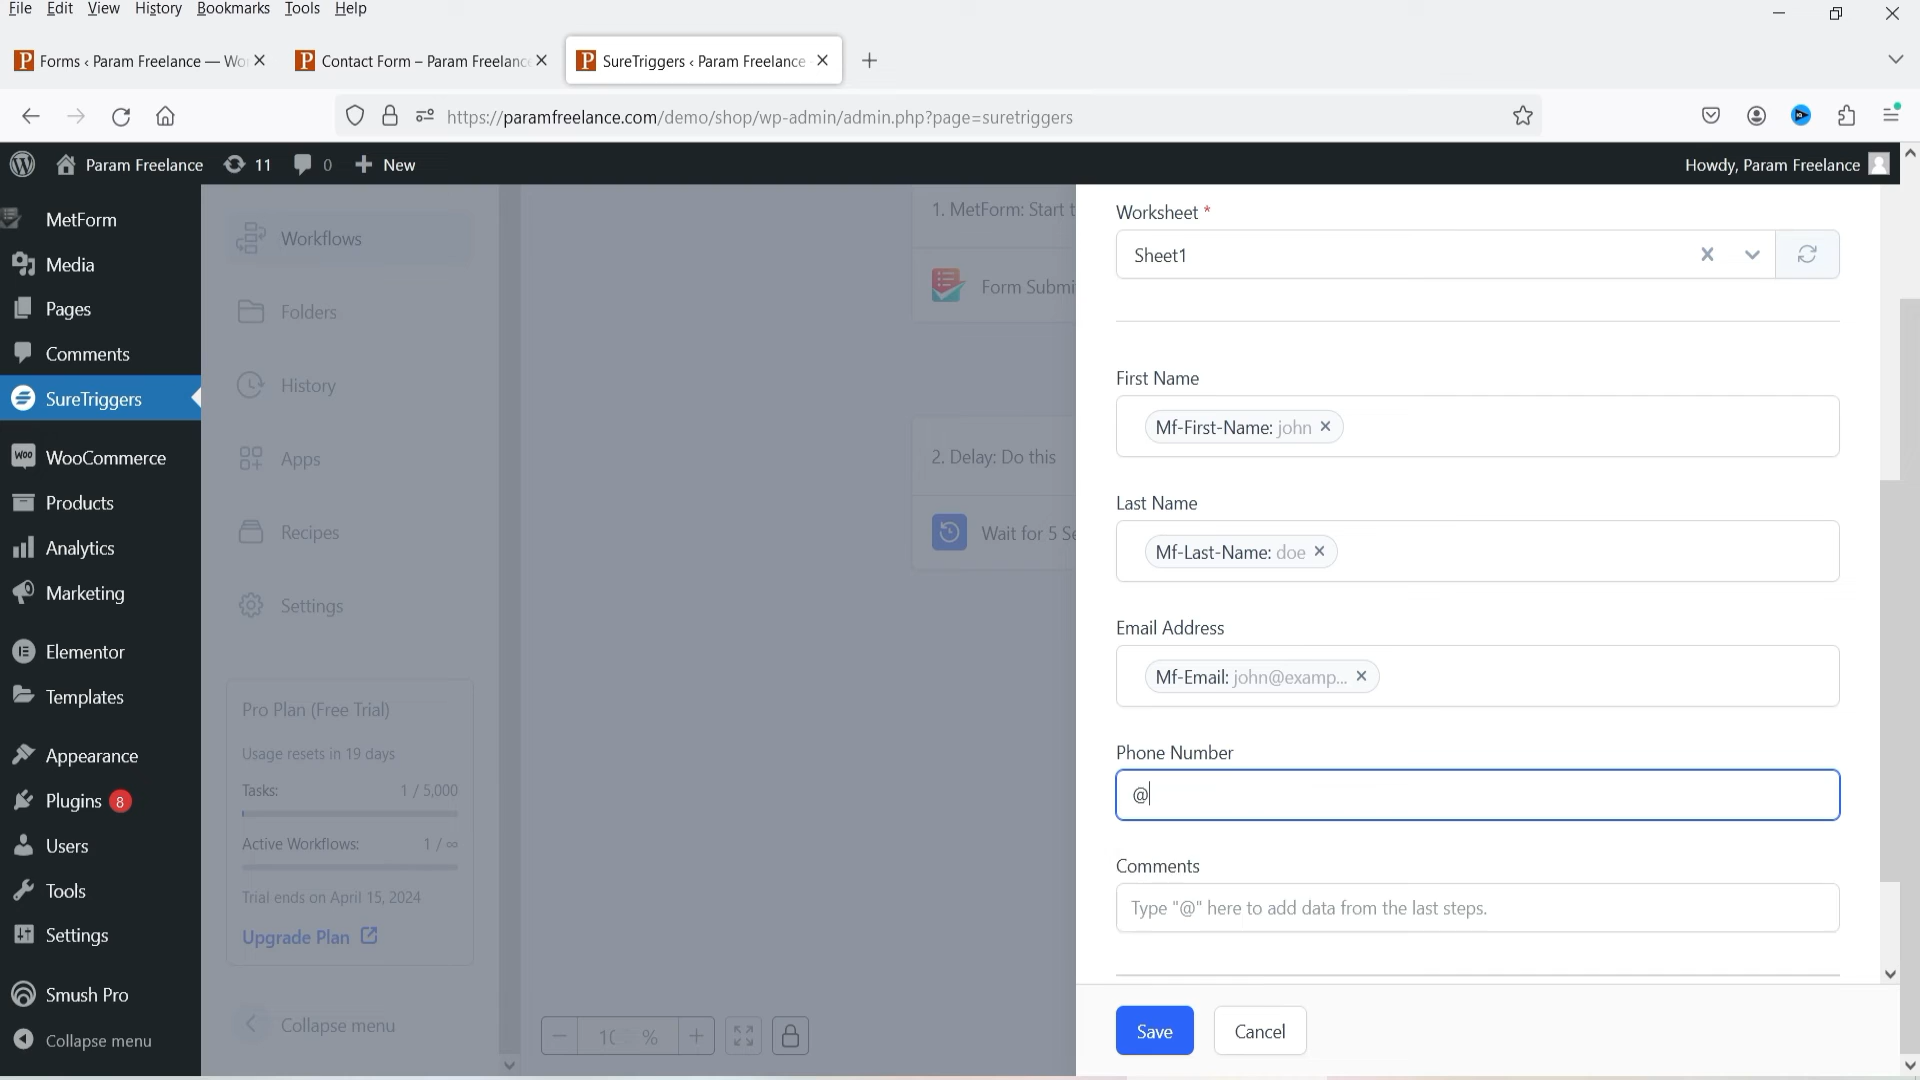 File Edit View History Bookmarks Tools Help
Forms ‹ Param Freelance — Wo
Contact Form – Param Freelanc
SureTriggers ‹ Param Freelance
https://paramfreelance.com/demo/shop/wp-admin/admin.php?page=suretriggers
Param Freelance 11 0 New
Howdy, Param Freelance
MetForm
Media
Pages
Comments
SureTriggers
WooCommerce
Products
Analytics
Marketing
Elementor
Templates
Appearance
Plugins 8
Users
Tools
Settings
Smush Pro
Collapse menu
Workflows
Folders
History
Apps
Recipes
Settings
Pro Plan (Free Trial)
Usage resets in 19 days
Tasks: 1 / 5,000
Active Workflows: 1 / ∞
Trial ends on April 15, 2024
Upgrade Plan
Collapse menu
1. MetForm: Start t
Form Submi
2. Delay: Do this
Wait for 5 Se
%
Worksheet *
Sheet1
First Name
Mf-First-Name: john
Last Name
Mf-Last-Name: doe
Email Address
Mf-Email: john@examp...
Phone Number
@
Comments
Type "@" here to add data from the last steps.
Save Cancel